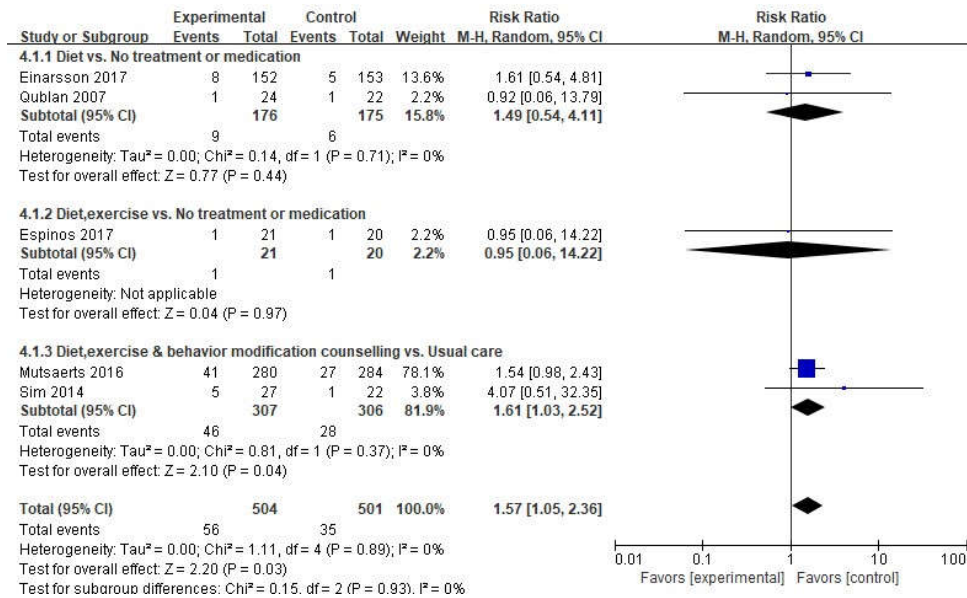 Experimental Control Risk Ratio Risk Ratio
Study or Subgroup Events Total Events Total Weight M-H, Random, 95% CI M-H, Random, 95% CI
4.1.1 Diet vs. No treatment or medication
Einarsson 2017 8 152 5 153 13.6% 1.61 [0.54, 4.81]
Qublan 2007 1 24 1 22 2.2% 0.92 [0.06, 13.79]
Subtotal (95% CI) 176 175 15.8% 1.49 [0.54, 4.11]
Total events 9 6
Heterogeneity: Tau² = 0.00; Chi² = 0.14, df = 1 (P = 0.71); I² = 0%
Test for overall effect: Z = 0.77 (P = 0.44)
4.1.2 Diet,exercise vs. No treatment or medication
Espinos 2017 1 21 1 20 2.2% 0.95 [0.06, 14.22]
Subtotal (95% CI) 21 20 2.2% 0.95 [0.06, 14.22]
Total events 1 1
Heterogeneity: Not applicable
Test for overall effect: Z = 0.04 (P = 0.97)
4.1.3 Diet,exercise & behavior modification counselling vs. Usual care
Mutsaerts 2016 41 280 27 284 78.1% 1.54 [0.98, 2.43]
Sim 2014 5 27 1 22 3.8% 4.07 [0.51, 32.35]
Subtotal (95% CI) 307 306 81.9% 1.61 [1.03, 2.52]
Total events 46 28
Heterogeneity: Tau² = 0.00; Chi² = 0.81, df = 1 (P = 0.37); I² = 0%
Test for overall effect: Z = 2.10 (P = 0.04)
Total (95% CI) 504 501 100.0% 1.57 [1.05, 2.36]
Total events 56 35
Heterogeneity: Tau² = 0.00; Chi² = 1.11, df = 4 (P = 0.89); I² = 0%
Test for overall effect: Z = 2.20 (P = 0.03)
Test for subgroup differences: Chi² = 0.15, df = 2 (P = 0.93), I² = 0%
0.01 0.1 1 10 100
Favors [experimental] Favors [control]